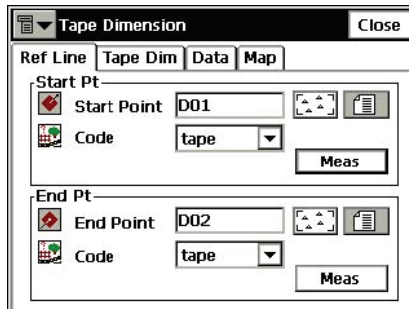 Tape Dimension Close
Ref Line Tape Dim Data Map
Start Pt
Start Point D01
Code tape
Meas
End Pt
End Point D02
Code tape
Meas